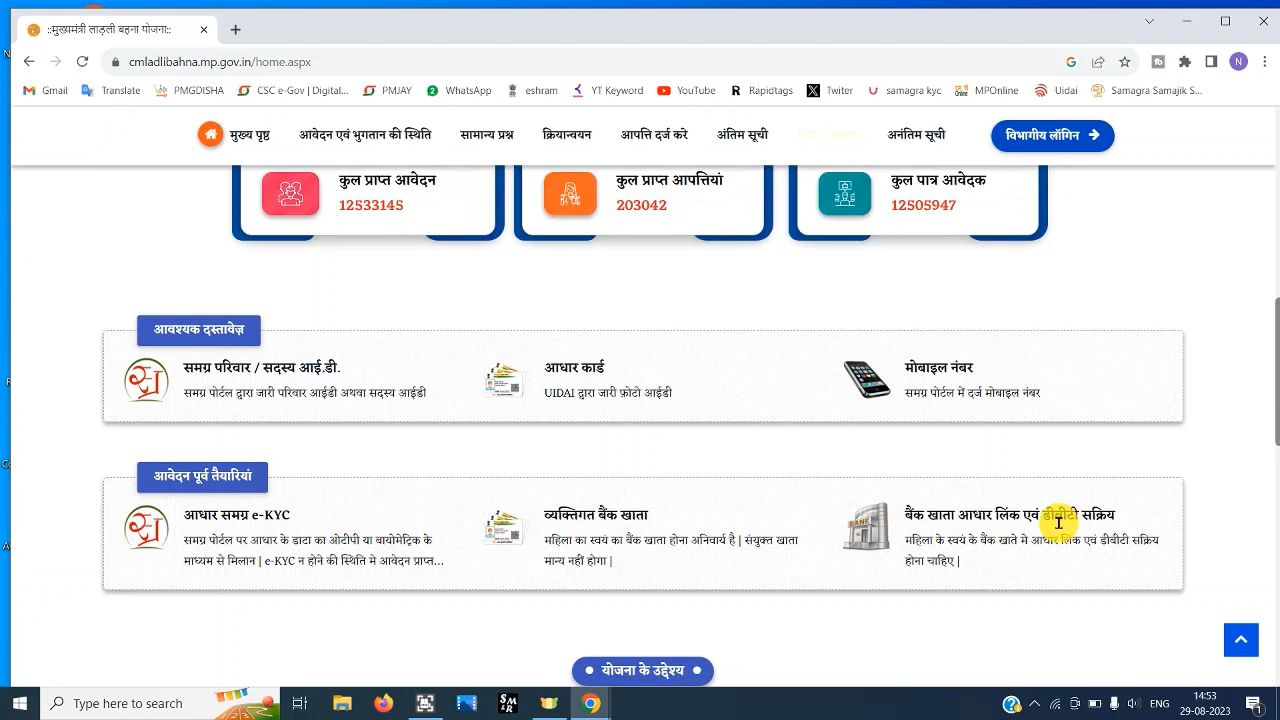 ::मुख्यमंत्री लाड़ली बहना योजना::
cmladlibahna.mp.gov.in/home.aspx
N
Gmail Translate PMGDISHA CSC e-Gov | Digital... PMJAY WhatsApp eshram YT Keyword YouTube Rapidtags Twiter samagra kyc MPOnline Uidai Samagra Samajik S...
मुख्य पृष्ठ आवेदन एवं भुगतान की स्थिति सामान्य प्रश्न क्रियान्वयन आपत्ति दर्ज करे अंतिम सूची अनंतिम सूची विभागीय लॉगिन
कुल प्राप्त आवेदन कुल प्राप्त आपत्तियां कुल पात्र आवेदक
12533145 203042 12505947
आवश्यक दस्तावेज़
समग्र परिवार / सदस्य आई.डी. आधार कार्ड मोबाइल नंबर
समग्र पोर्टल द्वारा जारी परिवार आईडी अथवा सदस्य आईडी UIDAI द्वारा जारी फ़ोटो आईडी समग्र पोर्टल में दर्ज मोबाइल नंबर
आवेदन पूर्व तैयारियां
आधार समग्र e-KYC व्यक्तिगत बैंक खाता बैंक खाता आधार लिंक एवं डीबीटी सक्रिय
समग्र पोर्टल पर आधार के डाटा का ओटीपी या बायोमेट्रिक के महिला का स्वयं का बैंक खाता होना अनिवार्य है | संयुक्त खाता महिला के स्वयं के बैंक खाते मे आधार लिंक एवं डीबीटी सक्रिय
माध्यम से मिलान | e-KYC न होने की स्थिति मे आवेदन प्राप्त... मान्य नहीं होगा | होना चाहिए |
योजना के उद्देश्य
Type here to search
ENG
14:53
29-08-2023